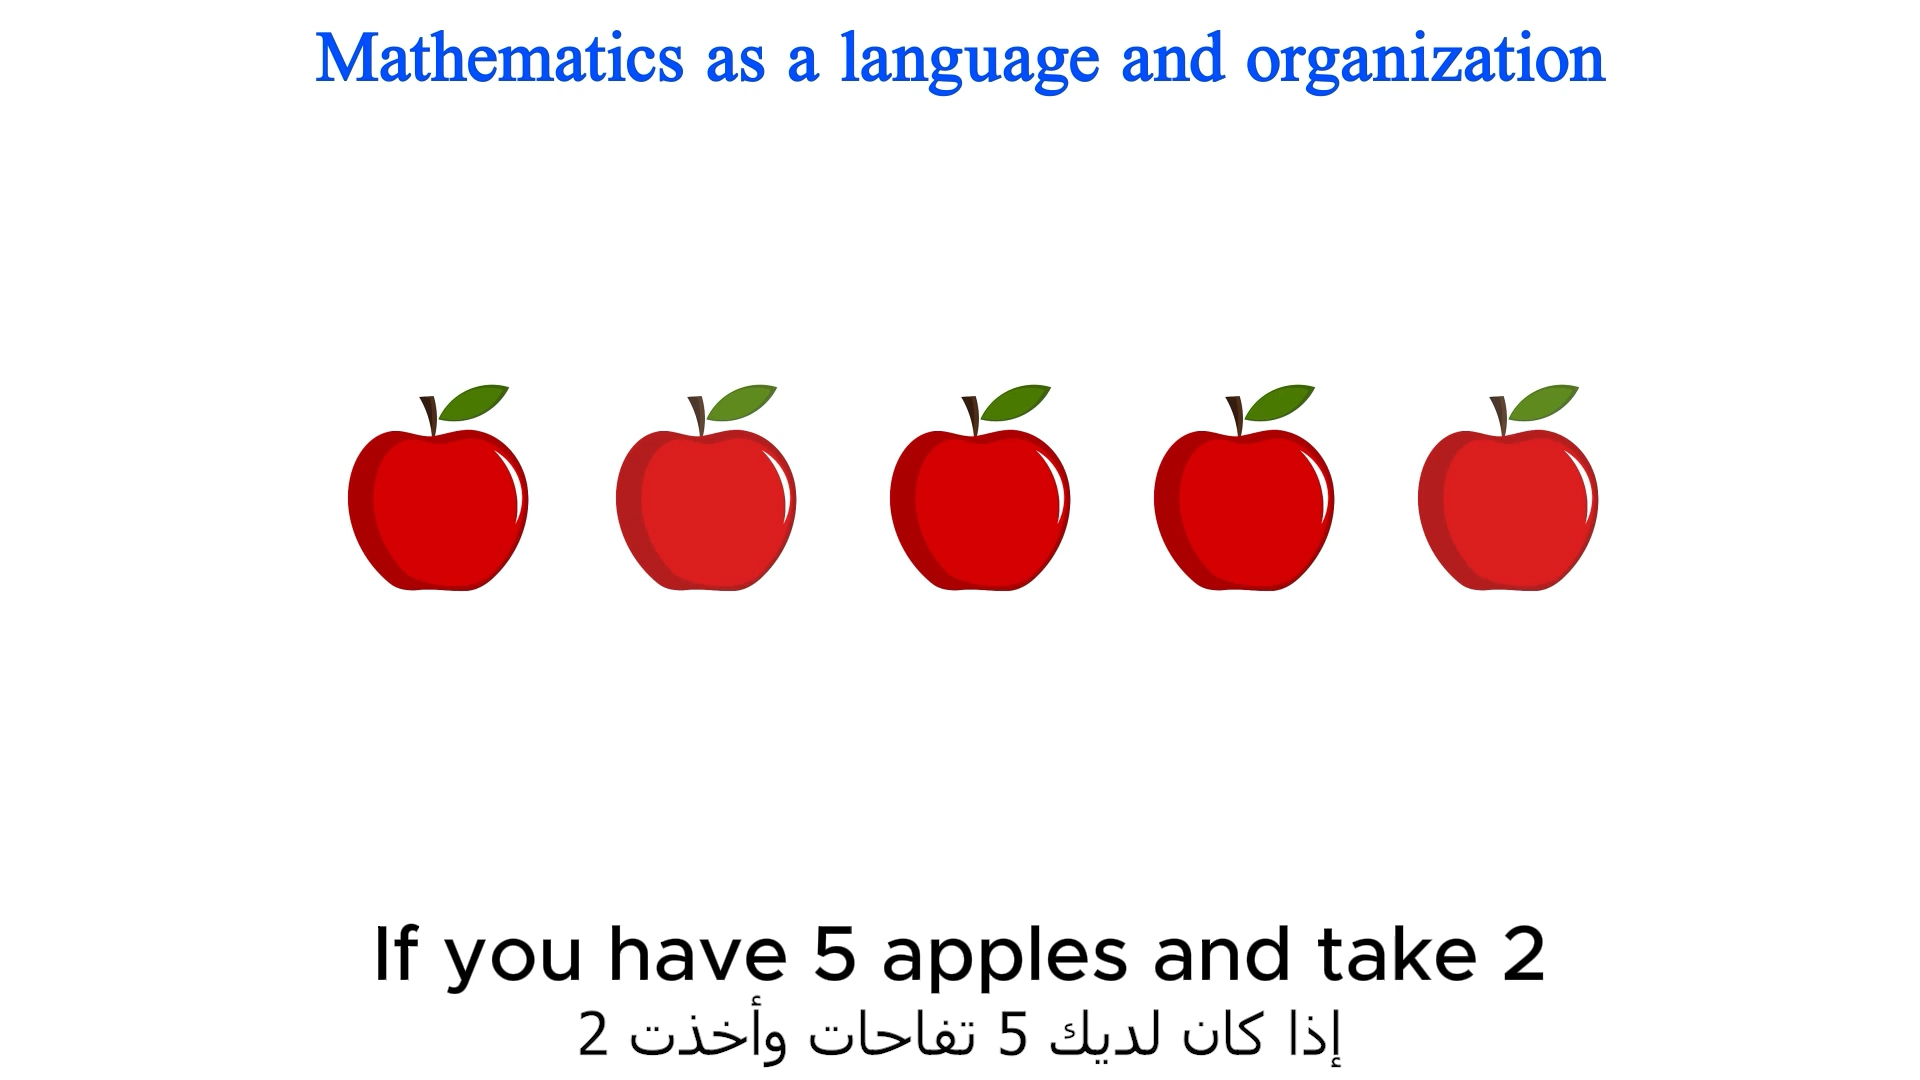 Mathematics as a language and organization
If you have 5 apples and take 2
إذا كان لديك 5 تفاحات وأخذت 2